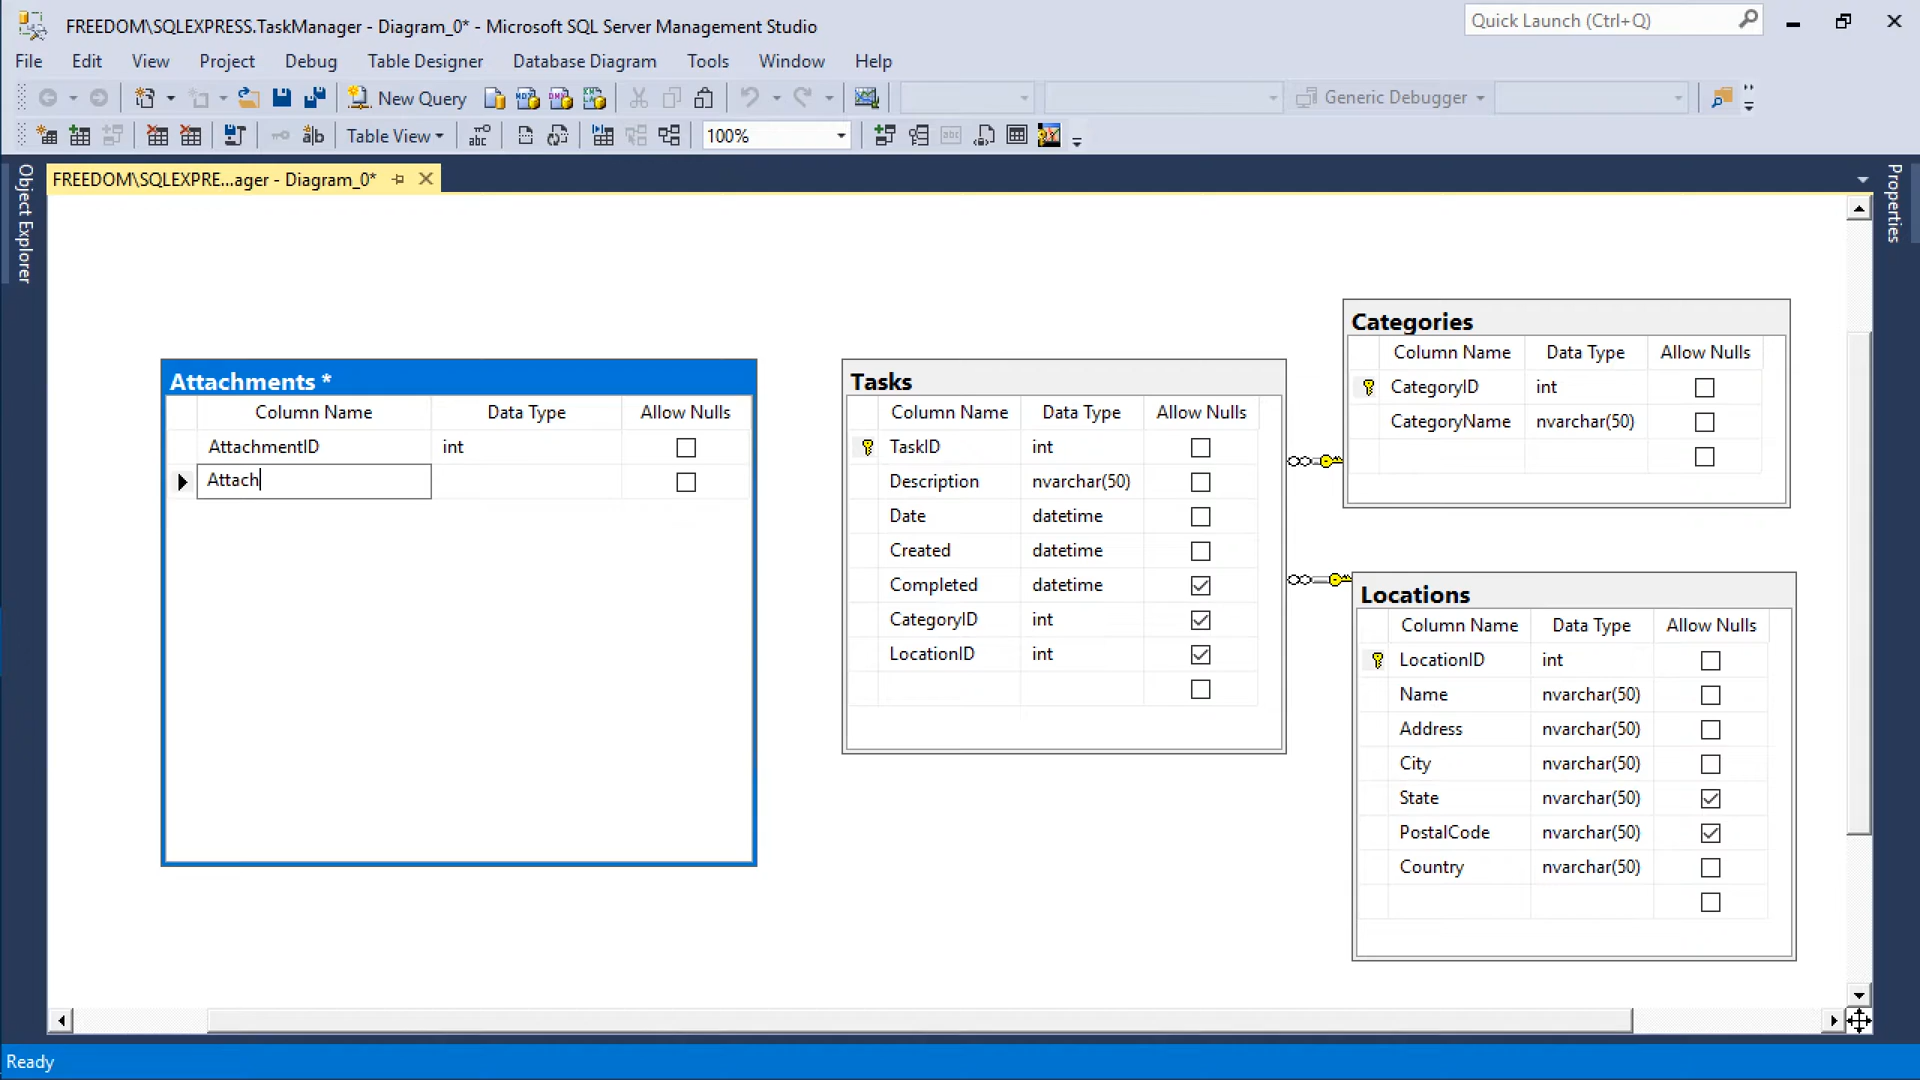 FREEDOM\SQLEXPRESS.TaskManager - Diagram_0* - Microsoft SQL Server Management Studio
Quick Launch (Ctrl+Q)
File Edit View Project Debug Table Designer Database Diagram Tools Window Help
New Query
Generic Debugger
Table View
100%
Object Explorer
FREEDOM\SQLEXPRE...ager - Diagram_0*
Properties
Attachments *
Column Name Data Type Allow Nulls
AttachmentID int
Attach
Tasks
Column Name Data Type Allow Nulls
TaskID int
Description nvarchar(50)
Date datetime
Created datetime
Completed datetime
CategoryID int
LocationID int
Categories
Column Name Data Type Allow Nulls
CategoryID int
CategoryName nvarchar(50)
Locations
Column Name Data Type Allow Nulls
LocationID int
Name nvarchar(50)
Address nvarchar(50)
City nvarchar(50)
State nvarchar(50)
PostalCode nvarchar(50)
Country nvarchar(50)
Ready